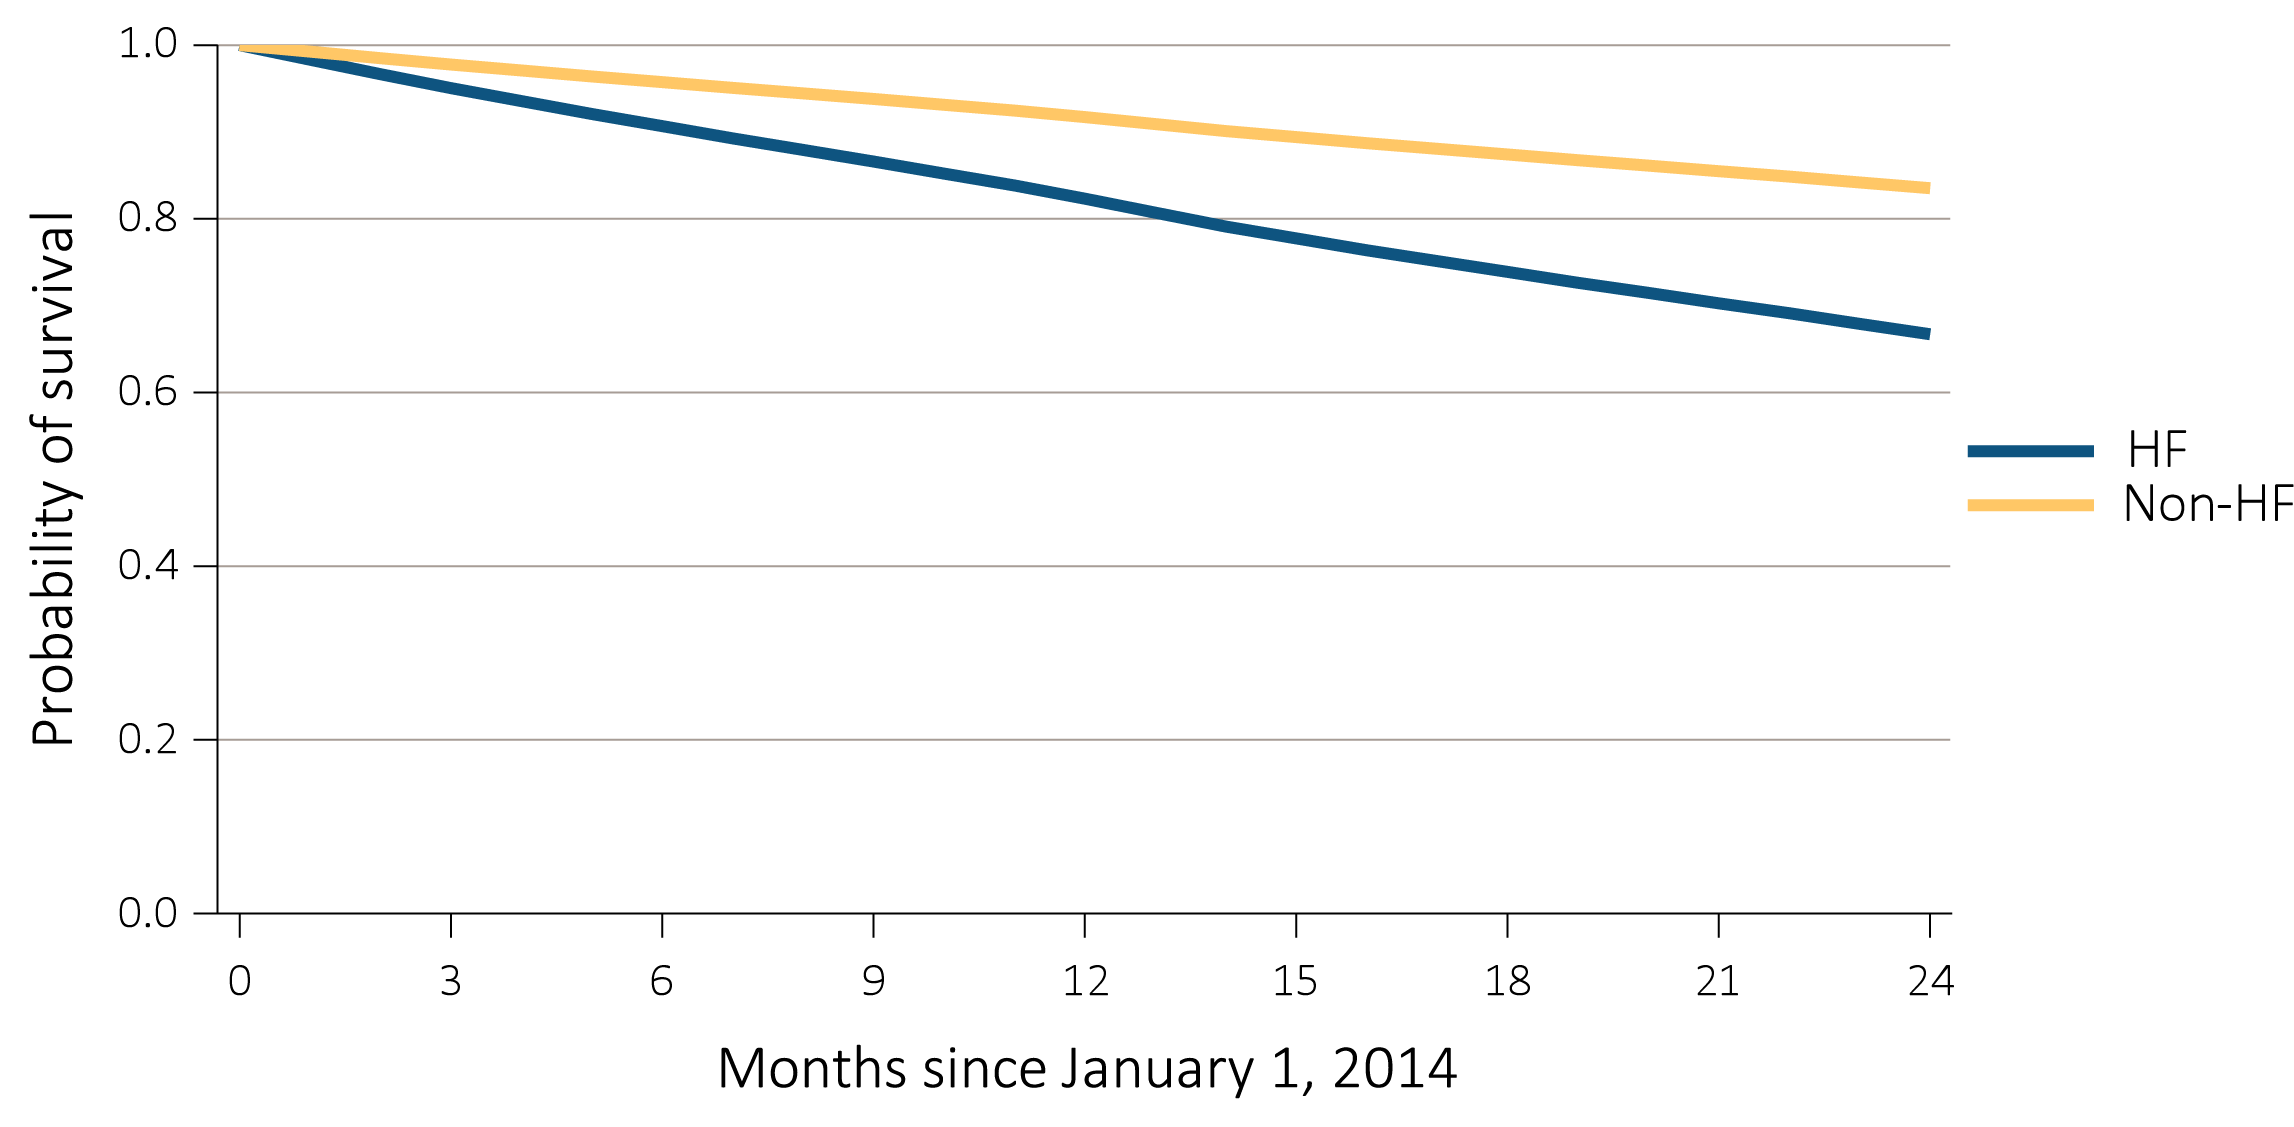 Probability of survival
1.0
0.8
0.6
0.4
0.2
0.0
0 3 6 9 12 15 18 21 24
Months since January 1, 2014
HF
Non-HF